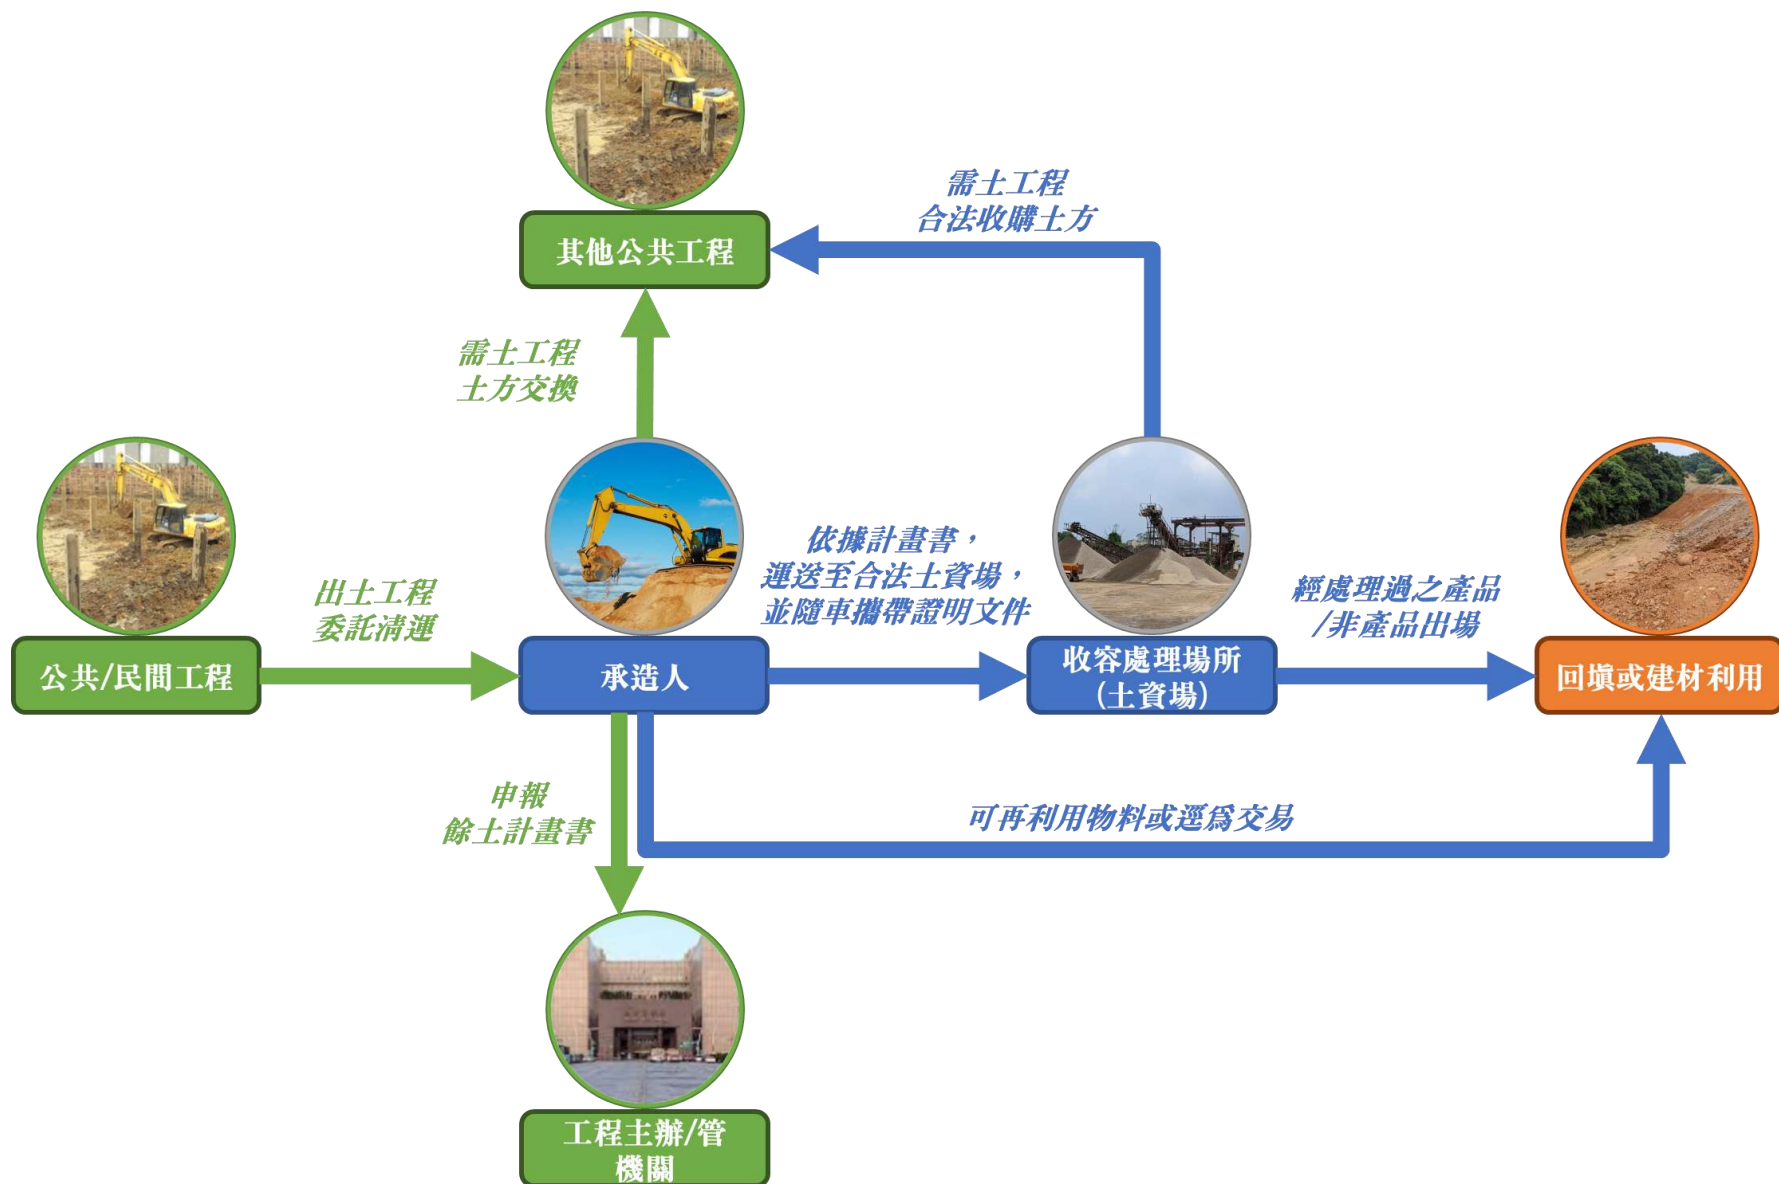 其他公共工程
需土工程
合法收購土方
需土工程
土方交換
公共/民間工程
出土工程
委託清運
承造人
依據計畫書，
運送至合法土資場，
並隨車攜帶證明文件
收容處理場所
(土資場)
經處理過之產品
/非產品出場
回填或建材利用
申報
餘土計畫書
可再利用物料或逕為交易
工程主辦/管
機關